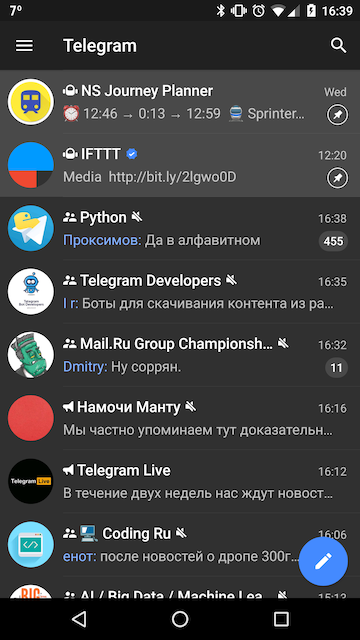 7° 16:39
Telegram
NS Journey Planner Wed
12:46 → 0:13 → 12:59 Sprinter...
IFTTT 12:20
Media http://bit.ly/2lgwo0D
Python 16:38
Проксимов: Да в алфавитном 455
Telegram Developers 16:35
I r: Боты для скачивания контента из ра...
Mail.Ru Group Championsh... 16:32
Dmitry: Ну соррян. 11
Намочи Манту 16:16
Мы частно упоминаем тут доказательн...
Telegram Live 16:12
В течение двух недель нас ждут новост...
Coding Ru 16:06
енот: после новостей о дропе 300г...
AI / Big Data / Machine Lea... 15:13